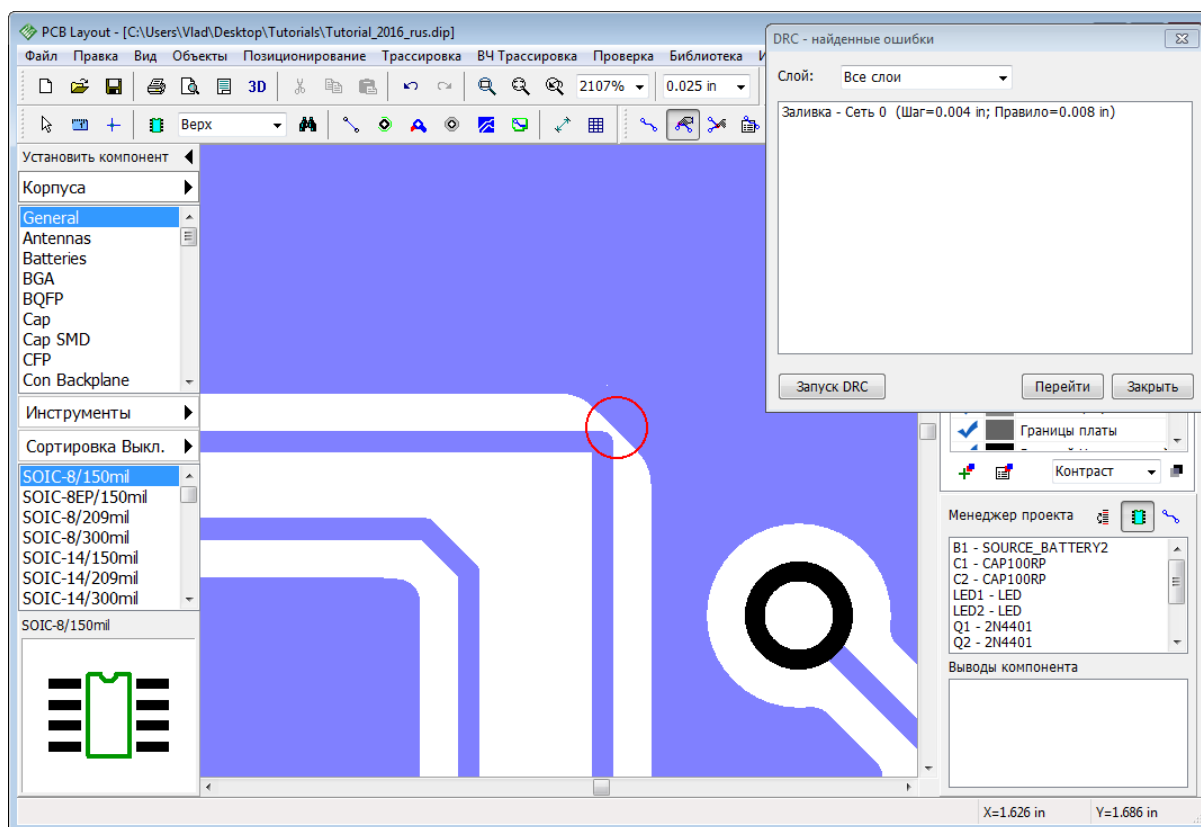 PCB Layout - [C:\Users\Vlad\Desktop\Tutorials\Tutorial_2016_rus.dip]
Файл Правка Вид Объекты Позиционирование Трассировка ВЧ Трассировка Проверка Библиотека
3D 2107% 0.025 in
Верх
Установить компонент
Корпуса
General
Antennas
Batteries
BGA
BQFP
Cap
Cap SMD
CFP
Con Backplane
Инструменты
Сортировка Выкл.
SOIC-8/150mil
SOIC-8EP/150mil
SOIC-8/209mil
SOIC-8/300mil
SOIC-14/150mil
SOIC-14/209mil
SOIC-14/300mil
SOIC-8/150mil
DRC - найденные ошибки
Слой: Все слои
Заливка - Сеть 0 (Шаг=0.004 in; Правило=0.008 in)
Запуск DRC Перейти Закрыть
Границы платы
Контраст
Менеджер проекта
B1 - SOURCE_BATTERY2
C1 - CAP100RP
C2 - CAP100RP
LED1 - LED
LED2 - LED
Q1 - 2N4401
Q2 - 2N4401
Выводы компонента
X=1.626 in Y=1.686 in